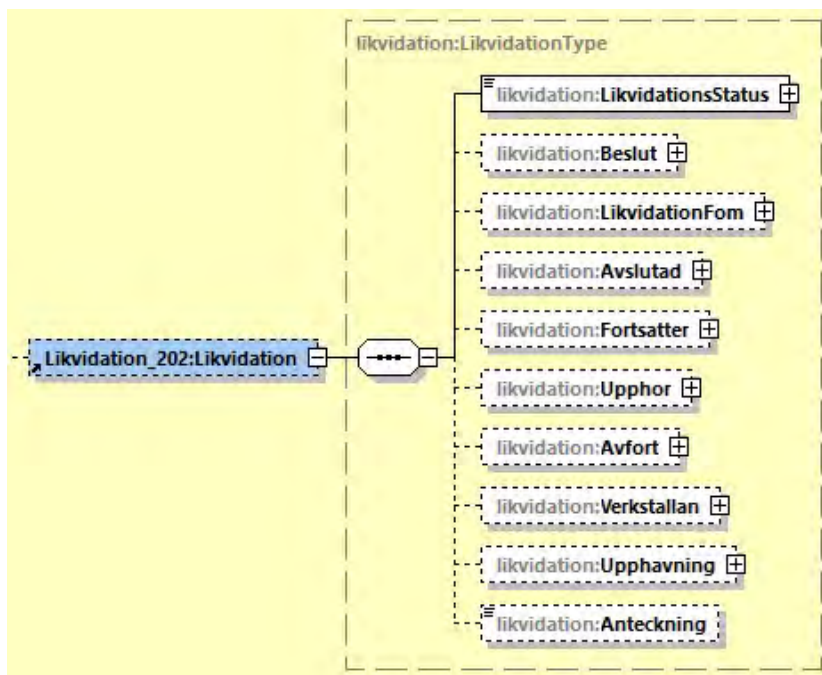 likvidation:LikvidationType
likvidation:LikvidationsStatus
likvidation:Beslut
likvidation:LikvidationFom
likvidation:Avslutad
likvidation:Fortsatter
Likvidation_202:Likvidation
likvidation:Upphor
likvidation:Avfort
likvidation:Verkstallan
likvidation:Upphavning
likvidation:Anteckning